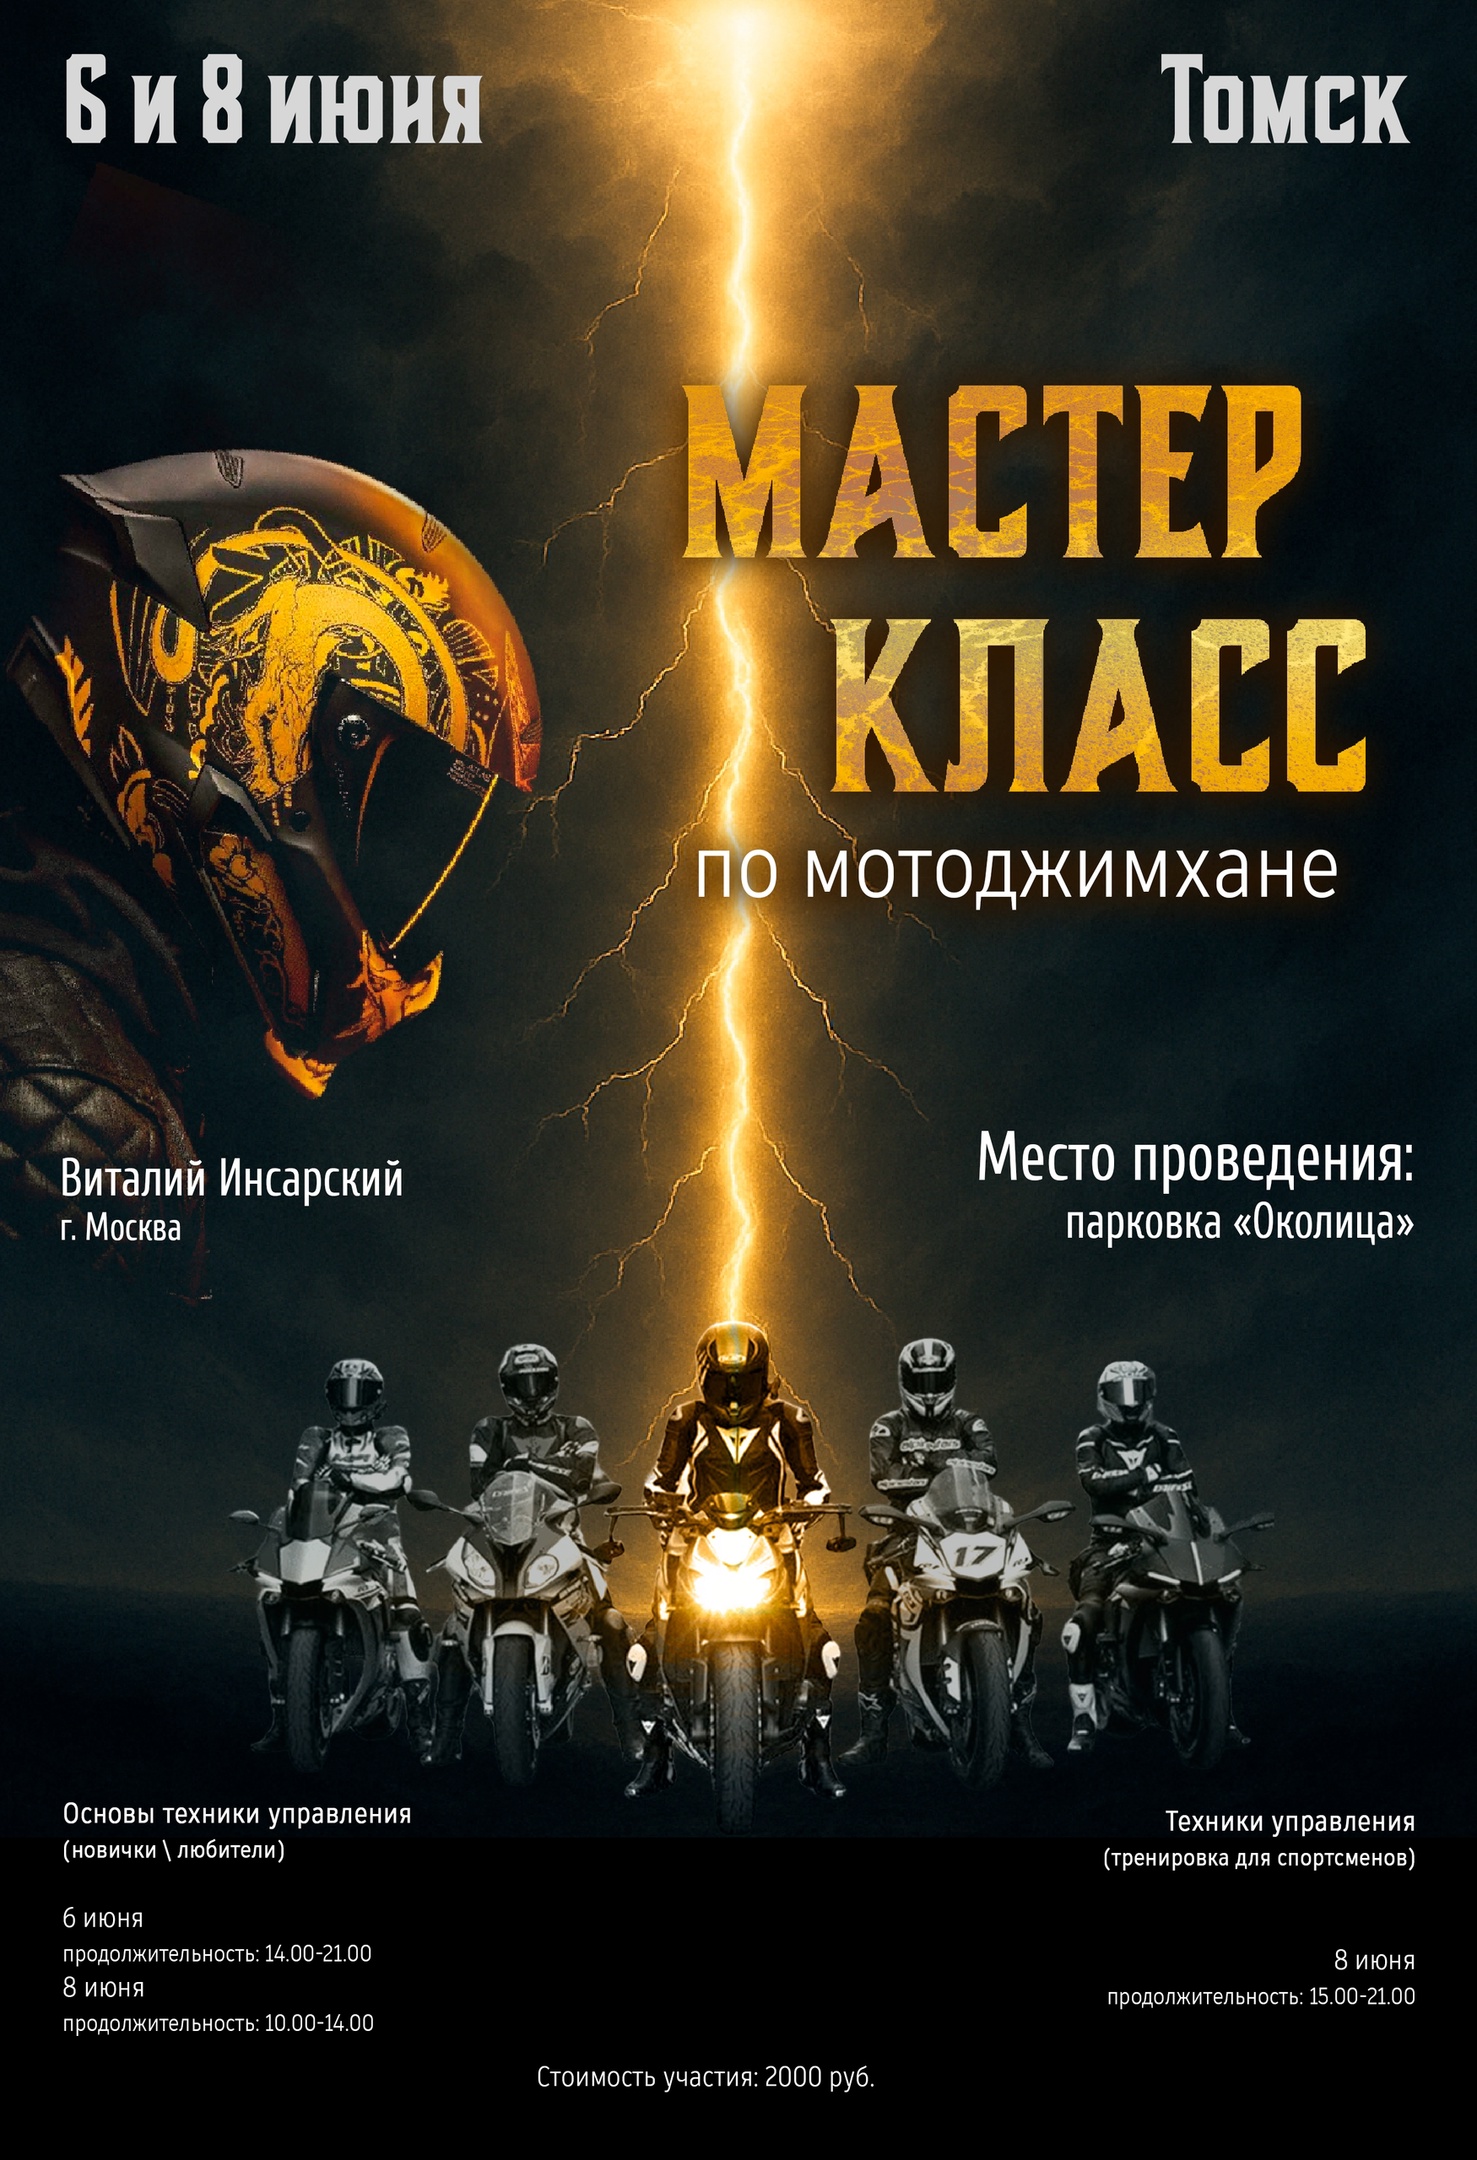 6 и 8 июня
Томск
МАСТЕР
КЛАСС
по мотоджимхане
Виталий Инсарский
г. Москва
Место проведения:
парковка «Околица»
17
Основы техники управления
(новички \ любители)
6 июня
продолжительность: 14.00-21.00
8 июня
продолжительность: 10.00-14.00
Техники управления
(тренировка для спортсменов)
8 июня
продолжительность: 15.00-21.00
Стоимость участия: 2000 руб.